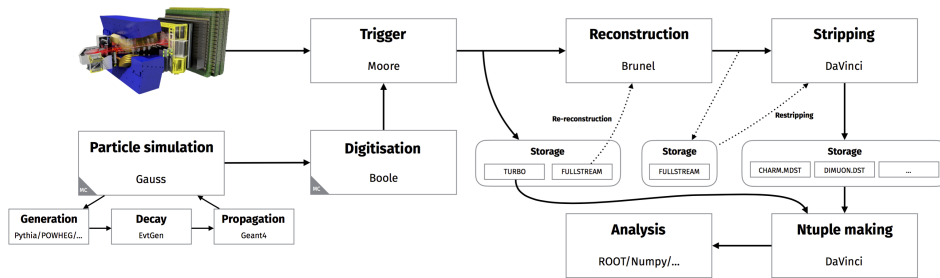 Trigger
Moore
Reconstruction
Brunel
Stripping
DaVinci
Re-reconstruction
Restripping
Particle simulation
Gauss
MC
Digitisation
Boole
MC
Storage
TURBO
FULLSTREAM
Storage
FULLSTREAM
Storage
CHARM.MDST
DIMUON.DST
...
Generation
Pythia/POWHEG/...
Decay
EvtGen
Propagation
Geant4
Analysis
ROOT/Numpy/...
Ntuple making
DaVinci